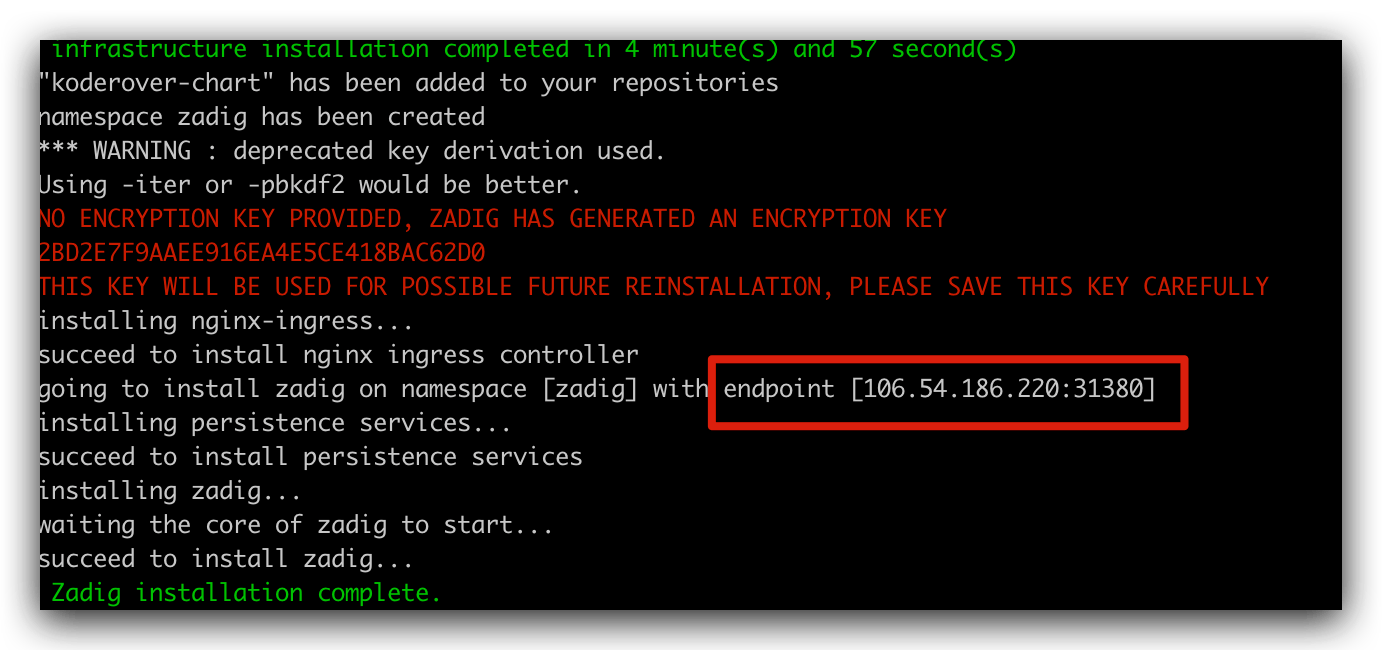 infrastructure installation completed in 4 minute(s) and 57 second(s)
"koderover-chart" has been added to your repositories
namespace zadig has been created
*** WARNING : deprecated key derivation used.
Using -iter or -pbkdf2 would be better.
NO ENCRYPTION KEY PROVIDED, ZADIG HAS GENERATED AN ENCRYPTION KEY
2BD2E7F9AAEE916EA4E5CE418BAC62D0
THIS KEY WILL BE USED FOR POSSIBLE FUTURE REINSTALLATION, PLEASE SAVE THIS KEY CAREFULLY
installing nginx-ingress...
succeed to install nginx ingress controller
going to install zadig on namespace [zadig] with endpoint [106.54.186.220:31380]
installing persistence services...
succeed to install persistence services
installing zadig...
waiting the core of zadig to start...
succeed to install zadig...
Zadig installation complete.